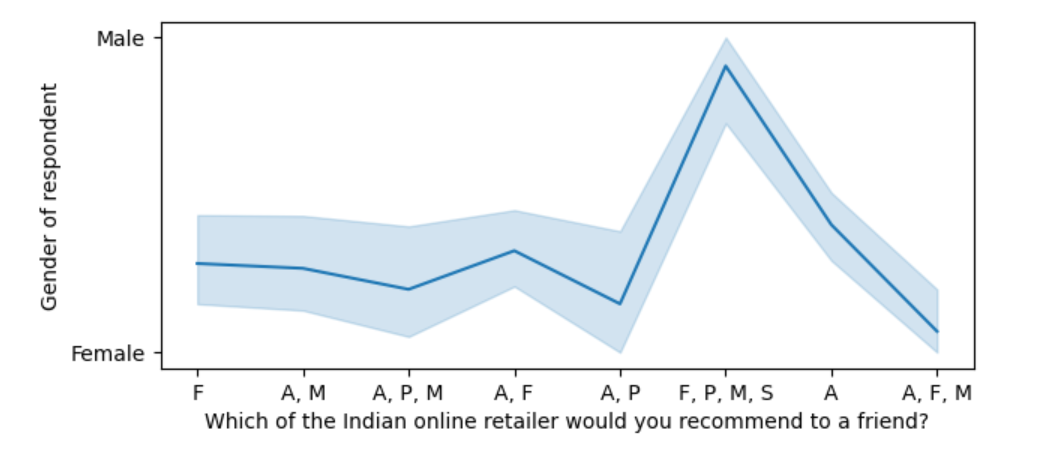 Male
Gender of respondent
Female
F A, M A, P, M A, F A, P F, P, M, S A A, F, M
Which of the Indian online retailer would you recommend to a friend?